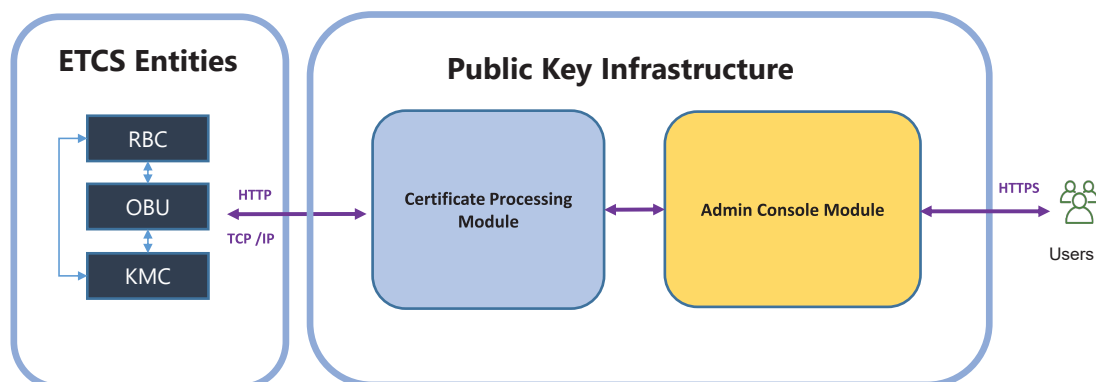 ETCS Entities
RBC
OBU
KMC
HTTP
TCP /IP
Public Key Infrastructure
Certificate Processing
Module
Admin Console Module
HTTPS
Users